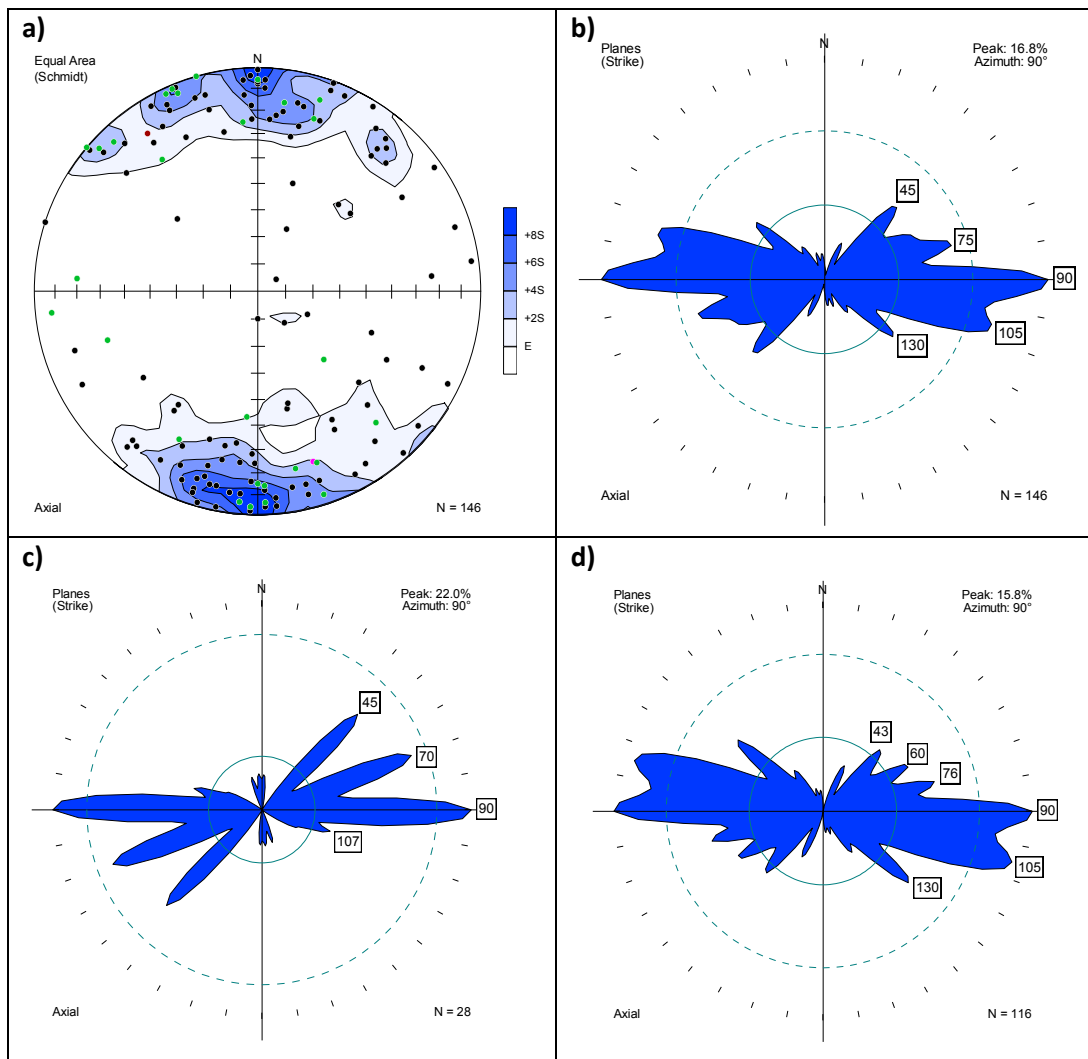 a)
Equal Area
(Schmidt)
N
+8S
+6S
+4S
+2S
E
Axial
N = 146
b)
Planes
(Strike)
N
Peak: 16.8%
Azimuth: 90°
45
75
90
105
130
Axial
N = 146
c)
Planes
(Strike)
N
Peak: 22.0%
Azimuth: 90°
45
70
90
107
Axial
N = 28
d)
Planes
(Strike)
N
Peak: 15.8%
Azimuth: 90°
43
60
76
90
105
130
Axial
N = 116